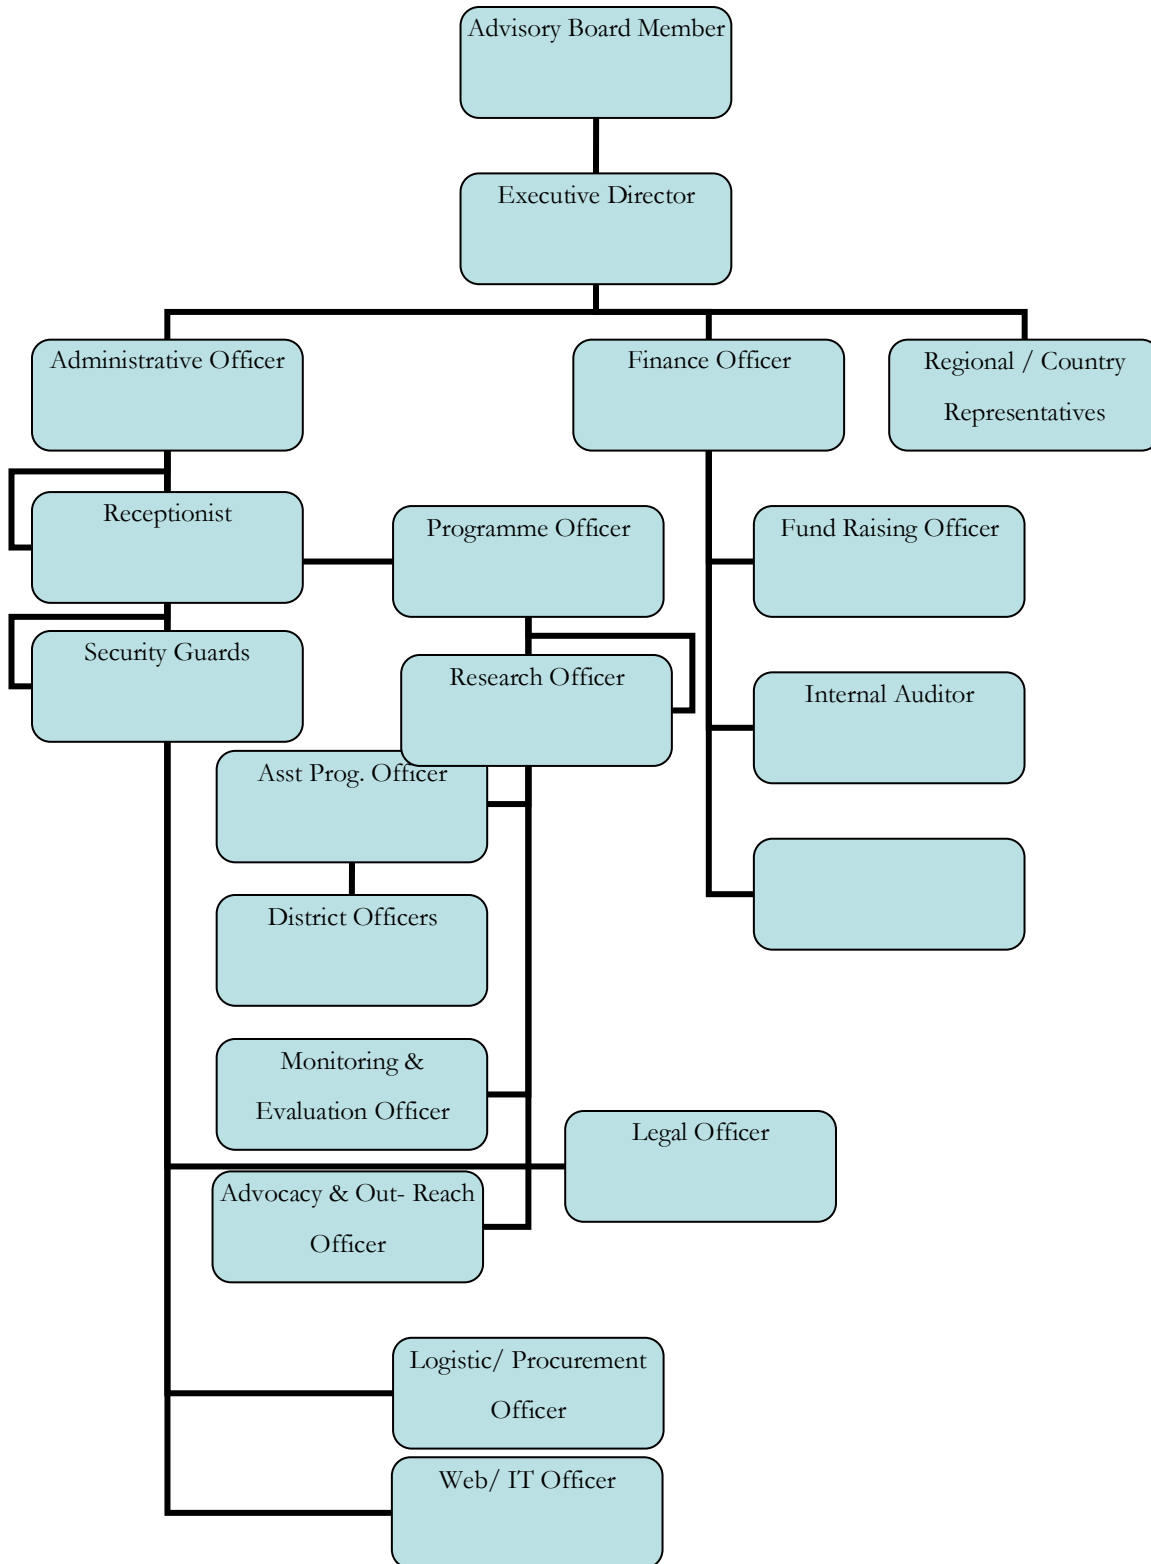 Advisory Board Member
Executive Director
Administrative Officer
Finance Officer
Regional / Country
Representatives
Receptionist
Programme Officer
Fund Raising Officer
Security Guards
Research Officer
Internal Auditor
Asst Prog. Officer
District Officers
Monitoring &
Evaluation Officer
Legal Officer
Advocacy & Out- Reach
Officer
Logistic/ Procurement
Officer
Web/ IT Officer